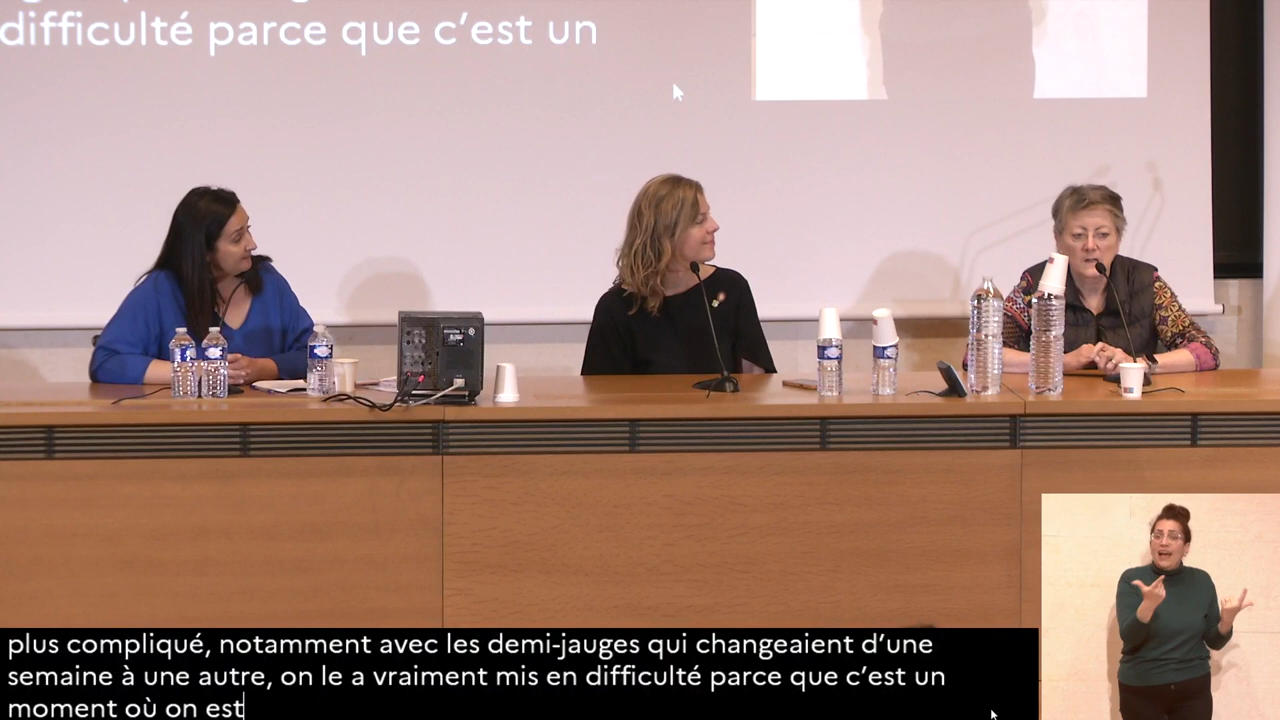 difficulté parce que c’est un
plus compliqué, notamment avec les demi-jauges qui changeaient d’une
semaine à une autre, on le a vraiment mis en difficulté parce que c’est un
moment où on est